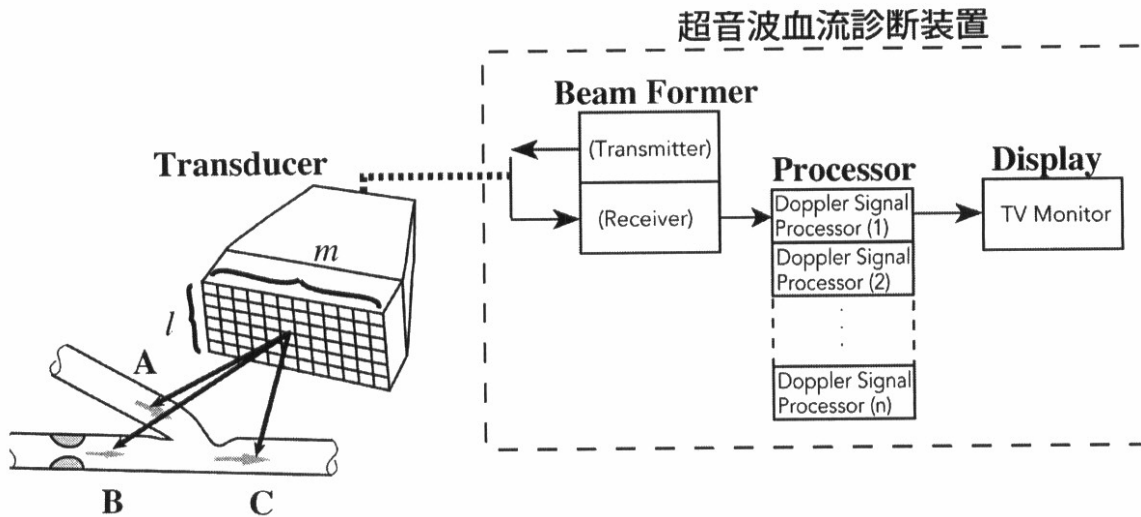 超音波血流診断装置
Beam Former
(Transmitter)
(Receiver)
Transducer
Processor
Doppler Signal
Processor (1)
Doppler Signal
Processor (2)
Doppler Signal
Processor (n)
Display
TV Monitor
m
l
A
B
C